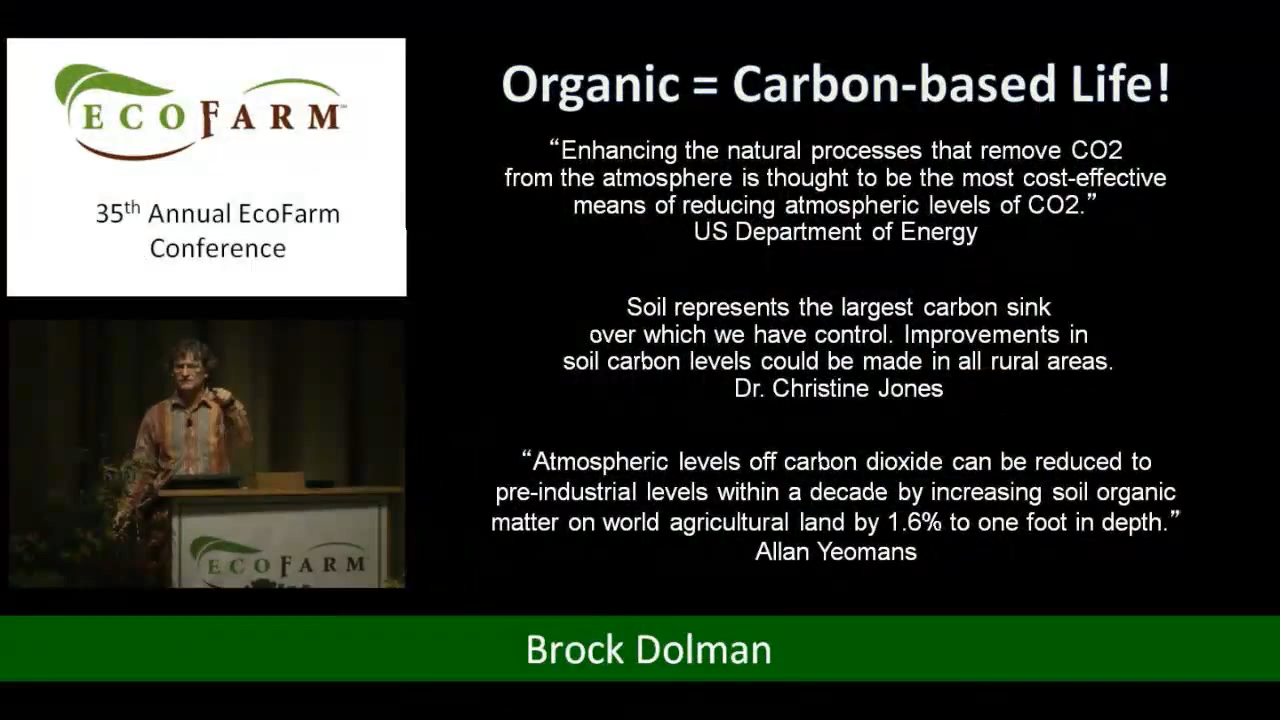 ECOFARM™
35th Annual EcoFarm
Conference
ECOFARM
Organic = Carbon-based Life!
“Enhancing the natural processes that remove CO2
from the atmosphere is thought to be the most cost-effective
means of reducing atmospheric levels of CO2.”
US Department of Energy
Soil represents the largest carbon sink
over which we have control. Improvements in
soil carbon levels could be made in all rural areas.
Dr. Christine Jones
“Atmospheric levels off carbon dioxide can be reduced to
pre-industrial levels within a decade by increasing soil organic
matter on world agricultural land by 1.6% to one foot in depth.”
Allan Yeomans
Brock Dolman